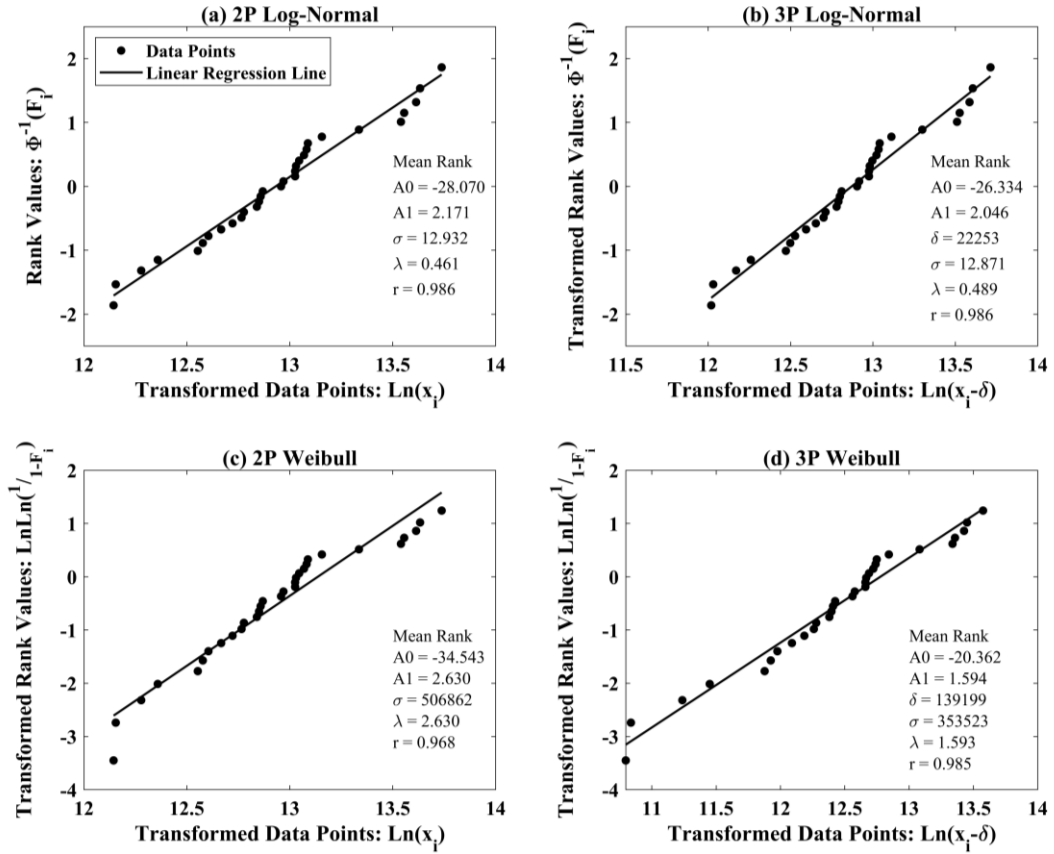 (a) 2P Log-Normal
Data Points
Linear Regression Line
Rank Values: Φ⁻¹(Fᵢ)
2
1
0
-1
-2
Mean Rank
A0 = -28.070
A1 = 2.171
σ = 12.932
λ = 0.461
r = 0.986
12
12.5
13
13.5
14
Transformed Data Points: Ln(xᵢ)
(b) 3P Log-Normal
Transformed Rank Values: Φ⁻¹(Fᵢ)
2
1
0
-1
-2
Mean Rank
A0 = -26.334
A1 = 2.046
δ = 22253
σ = 12.871
λ = 0.489
r = 0.986
11.5
12
12.5
13
13.5
14
Transformed Data Points: Ln(xᵢ-δ)
(c) 2P Weibull
Transformed Rank Values: LnLn(¹/₁₋Fᵢ)
2
1
0
-1
-2
-3
-4
Mean Rank
A0 = -34.543
A1 = 2.630
σ = 506862
λ = 2.630
r = 0.968
12
12.5
13
13.5
14
Transformed Data Points: Ln(xᵢ)
(d) 3P Weibull
Transformed Rank Values: LnLn(¹/₁₋Fᵢ)
2
1
0
-1
-2
-3
-4
Mean Rank
A0 = -20.362
A1 = 1.594
δ = 139199
σ = 353523
λ = 1.593
r = 0.985
11
11.5
12
12.5
13
13.5
14
Transformed Data Points: Ln(xᵢ-δ)